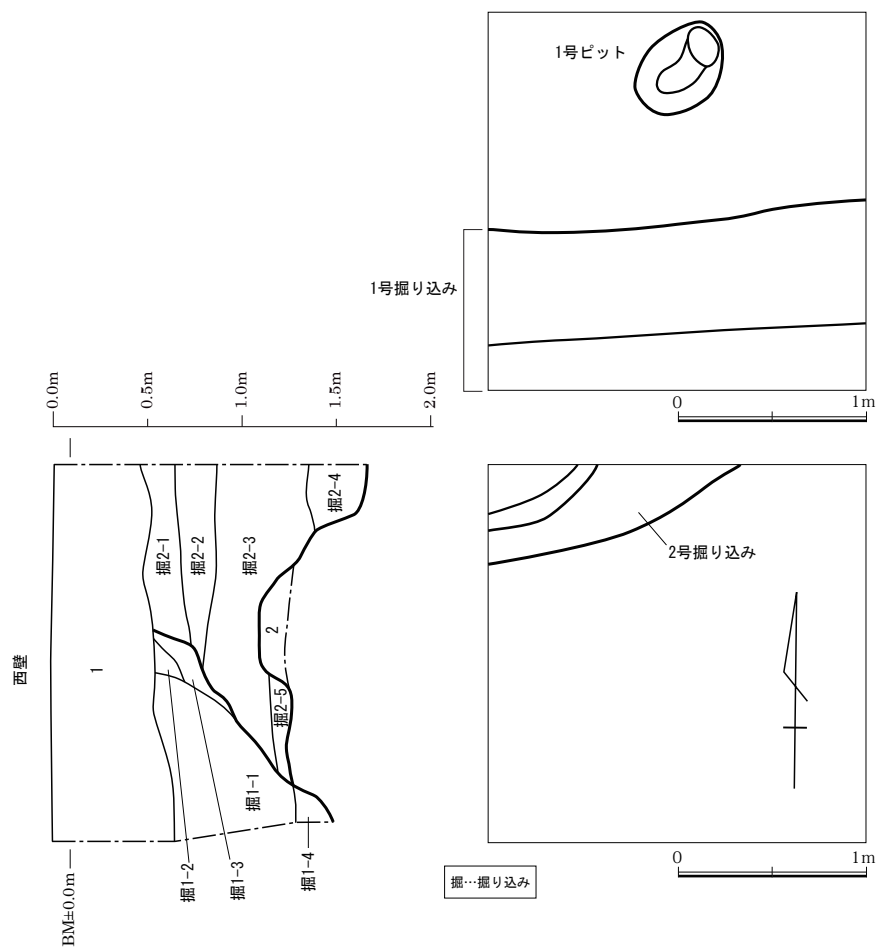 1号ピット
1号掘り込み
0 1m
0.0m
0.5m
1.0m
1.5m
2.0m
西壁
1
掘2-1
掘2-2
掘2-3
掘2-4
2
掘2-5
掘1-1
掘1-2
掘1-3
掘1-4
BM±0.0m
2号掘り込み
0 1m
掘…掘り込み